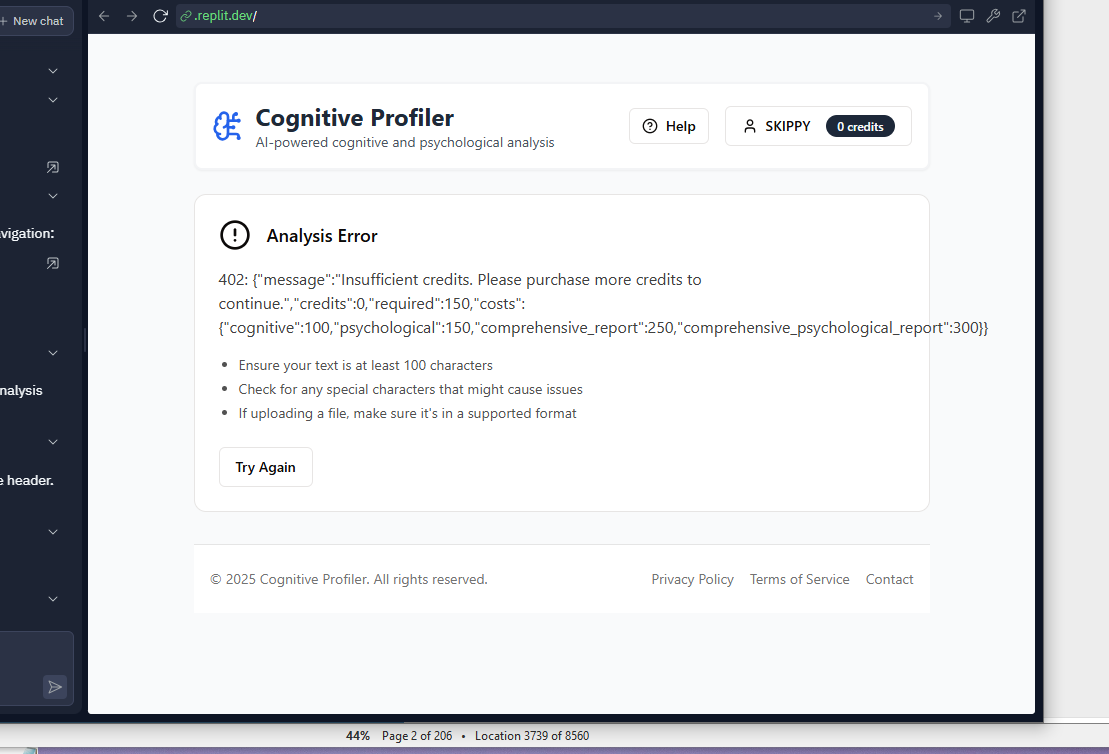 + New chat
.replit.dev/
Cognitive Profiler
AI-powered cognitive and psychological analysis
Help
SKIPPY
0 credits
vigation:
nalysis
e header.
Analysis Error
402: {"message":"Insufficient credits. Please purchase more credits to
continue.","credits":0,"required":150,"costs":
{"cognitive":100,"psychological":150,"comprehensive_report":250,"comprehensive_psychological_report":300}}
• Ensure your text is at least 100 characters
• Check for any special characters that might cause issues
• If uploading a file, make sure it's in a supported format
Try Again
© 2025 Cognitive Profiler. All rights reserved.
Privacy Policy Terms of Service Contact
44% Page 2 of 206 • Location 3739 of 8560